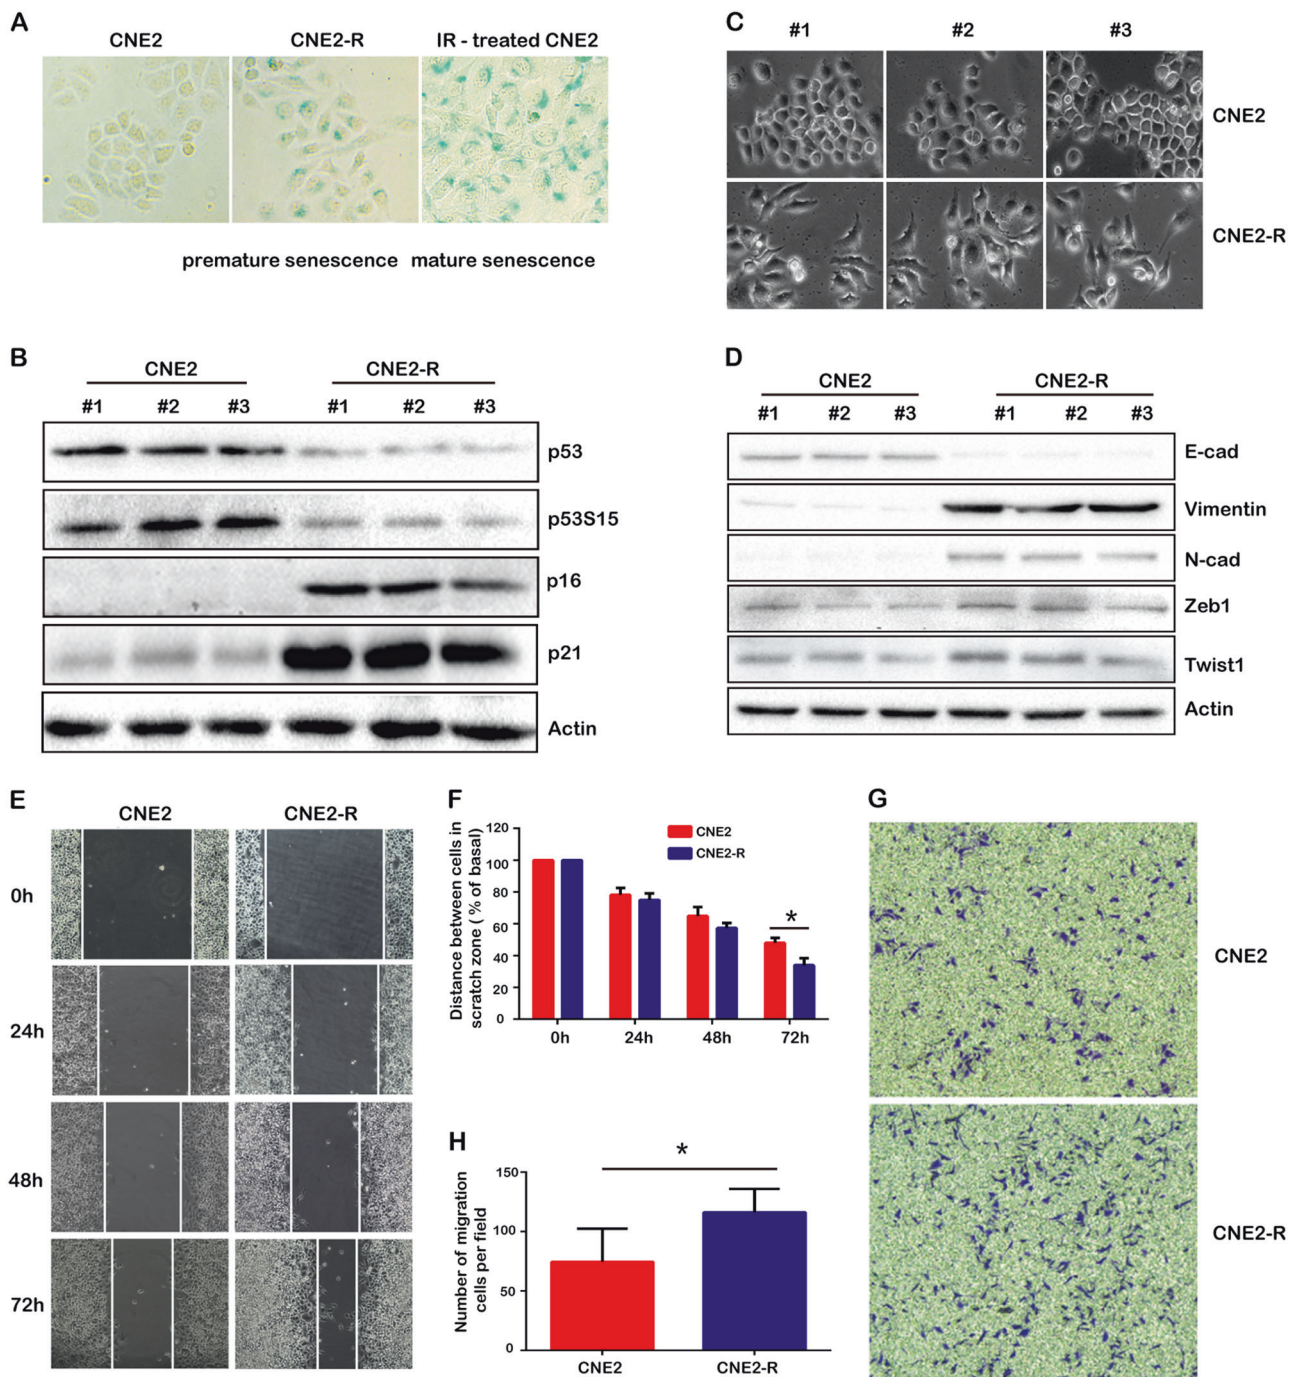 A
CNE2
CNE2-R
IR - treated CNE2
premature senescence
mature senescence
B
CNE2
CNE2-R
#1
#2
#3
#1
#2
#3
p53
p53S15
p16
p21
Actin
C
#1
#2
#3
CNE2
CNE2-R
D
CNE2
CNE2-R
#1
#2
#3
#1
#2
#3
E-cad
Vimentin
N-cad
Zeb1
Twist1
Actin
E
CNE2
CNE2-R
0h
24h
48h
72h
F
Distance between cells in
scratch zone ( % of basal)
120
100
80
60
40
20
0
CNE2
CNE2-R
*
0h
24h
48h
72h
G
CNE2
CNE2-R
H
Number of migration
cells per field
150
100
50
0
*
CNE2
CNE2-R